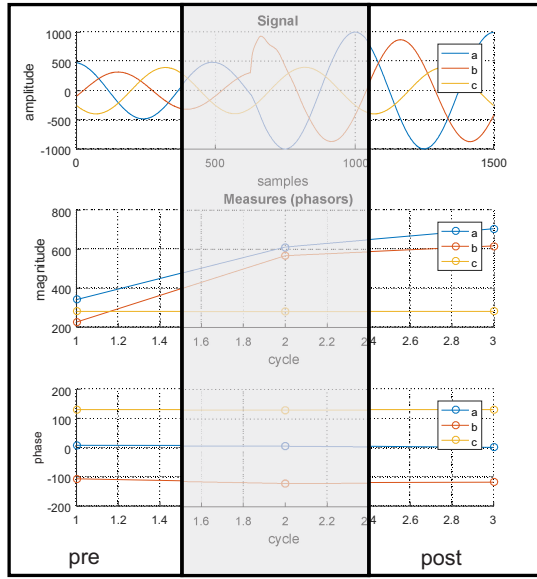 Signal
1000
500
0
-500
-1000
amplitude
a
b
c
0
500
1000
1500
samples
Measures (phasors)
800
600
400
200
magnitude
a
b
c
1
1.2
1.4
1.6
1.8
2
2.2
2.4
2.6
2.8
3
cycle
200
100
0
-100
-200
phase
a
b
c
1
1.2
1.4
1.6
1.8
2
2.2
2.4
2.6
2.8
3
cycle
pre
post